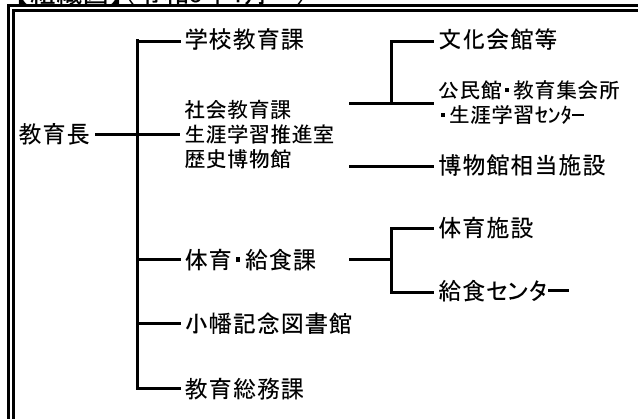 学校教育課
文化会館等
公民館・教育集会所
・生涯学習センター
社会教育課
生涯学習推進室
歴史博物館
教育長
博物館相当施設
体育施設
体育・給食課
給食センター
小幡記念図書館
教育総務課